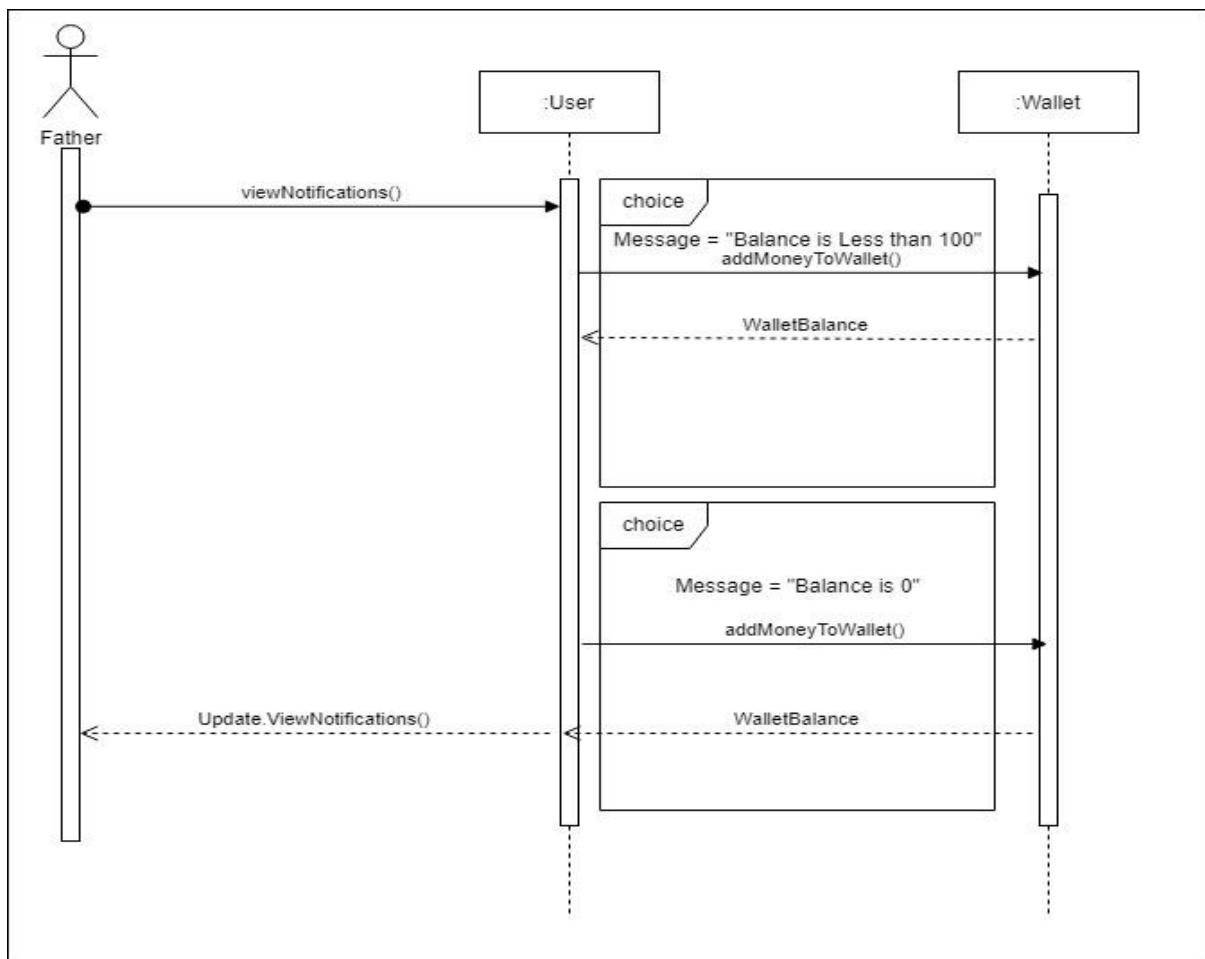 :User
:Wallet
Father
viewNotifications()
choice
Message = "Balance is Less than 100"
addMoneyToWallet()
WalletBalance
choice
Message = "Balance is 0"
addMoneyToWallet()
Update.ViewNotifications()
WalletBalance